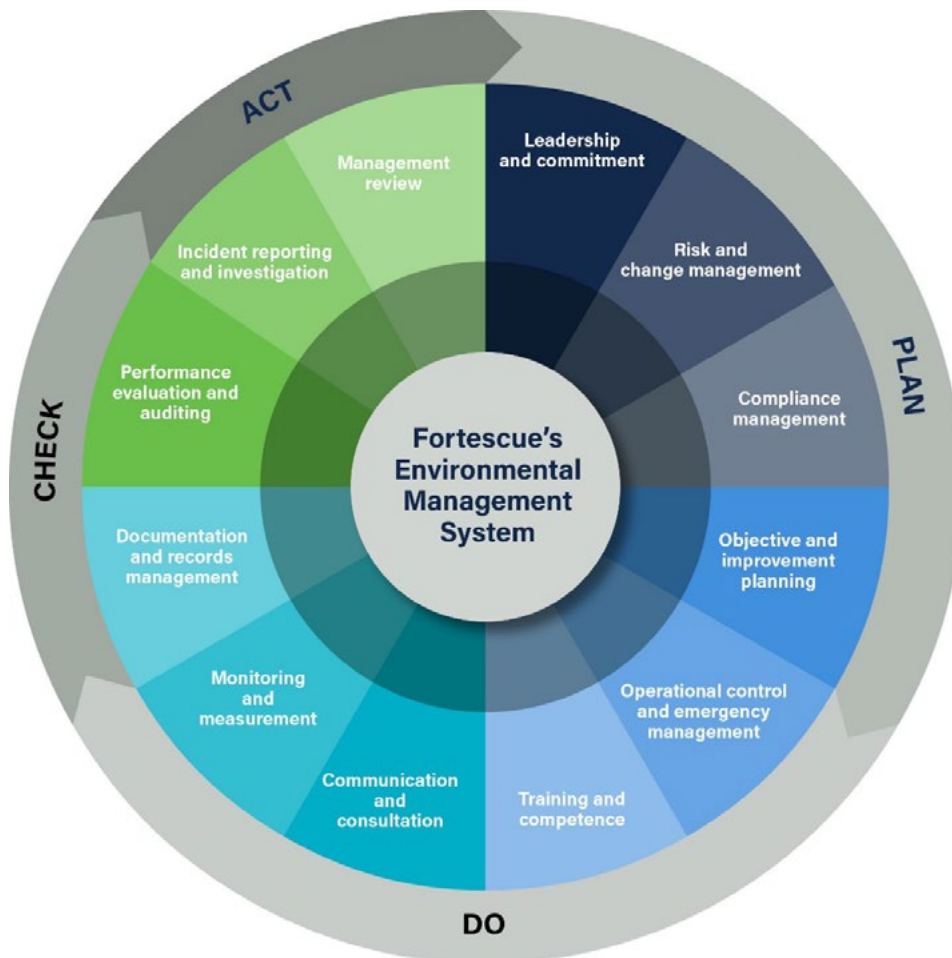 ACT
PLAN
DO
CHECK
Leadership
and commitment
Risk and
change management
Compliance
management
Objective and
improvement
planning
Operational control
and emergency
management
Training and
competence
Communication
and
consultation
Monitoring
and
measurement
Documentation
and records
management
Performance
evaluation and
auditing
Incident reporting
and investigation
Management
review
Fortescue's
Environmental
Management
System